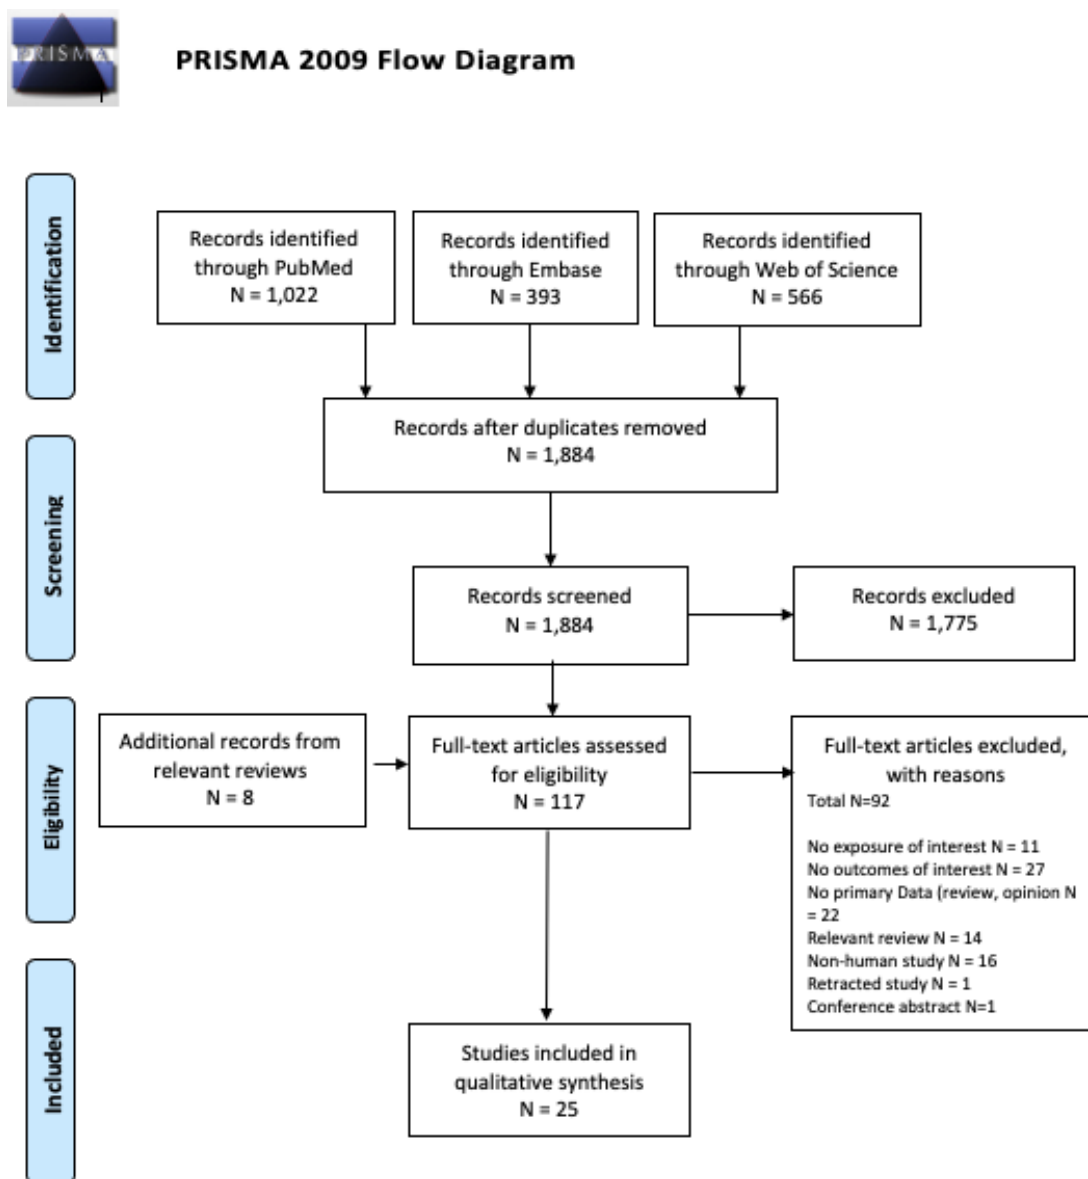 PRISMA
PRISMA 2009 Flow Diagram
Identification
Records identified
through PubMed
N = 1,022
Records identified
through Embase
N = 393
Records identified
through Web of Science
N = 566
Records after duplicates removed
N = 1,884
Screening
Records screened
N = 1,884
Records excluded
N = 1,775
Eligibility
Additional records from
relevant reviews
N = 8
Full-text articles assessed
for eligibility
N = 117
Full-text articles excluded,
with reasons
Total N=92
No exposure of interest N = 11
No outcomes of interest N = 27
No primary Data (review, opinion N
= 22
Relevant review N = 14
Non-human study N = 16
Retracted study N = 1
Conference abstract N=1
Included
Studies included in
qualitative synthesis
N = 25